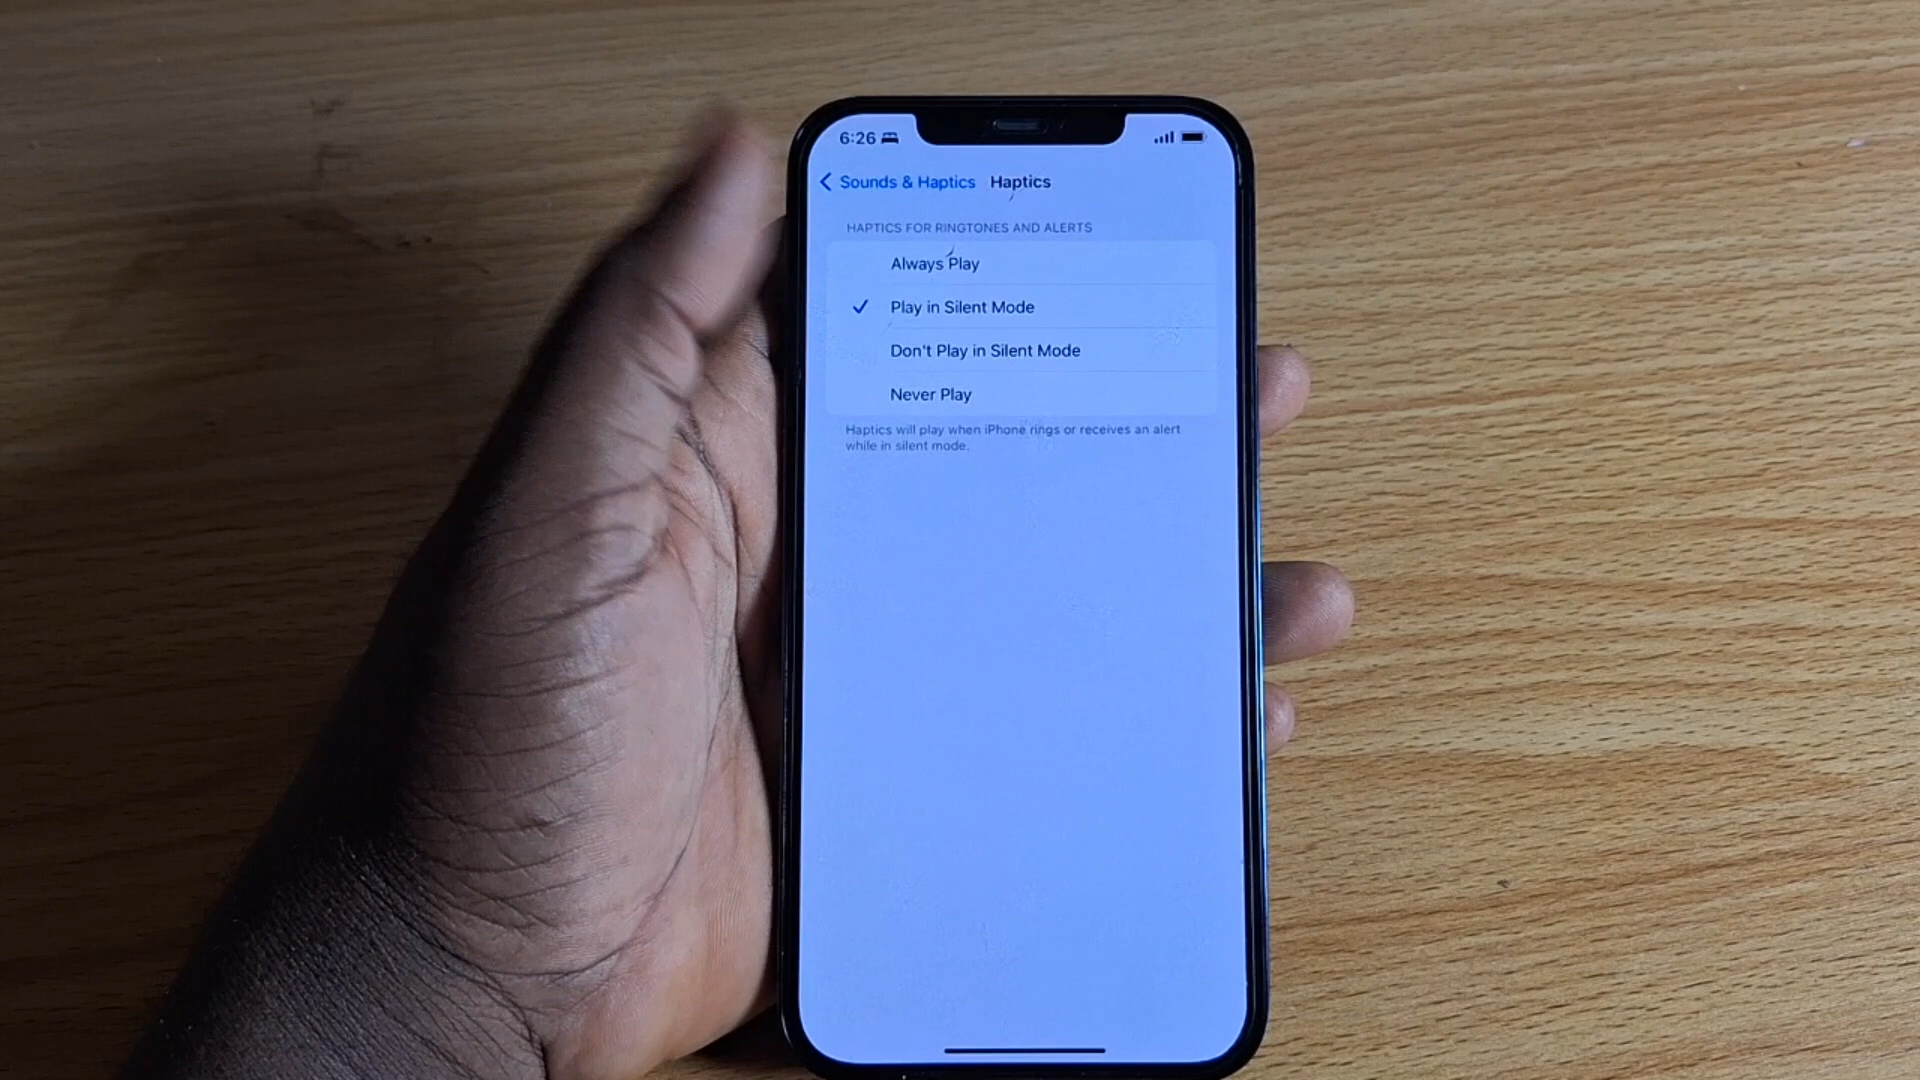 6:26
Sounds & Haptics Haptics
HAPTICS FOR RINGTONES AND ALERTS
Always Play
Play in Silent Mode
Don't Play in Silent Mode
Never Play
Haptics will play when iPhone rings or receives an alert
while in silent mode.